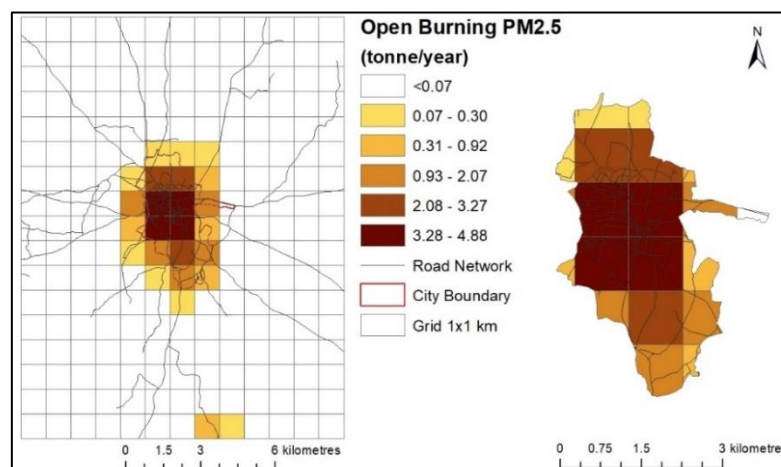 Open Burning PM2.5
(tonne/year)
<0.07
0.07 - 0.30
0.31 - 0.92
0.93 - 2.07
2.08 - 3.27
3.28 - 4.88
Road Network
City Boundary
Grid 1x1 km
N
0 1.5 3 6 kilometres
0 0.75 1.5 3 kilometres